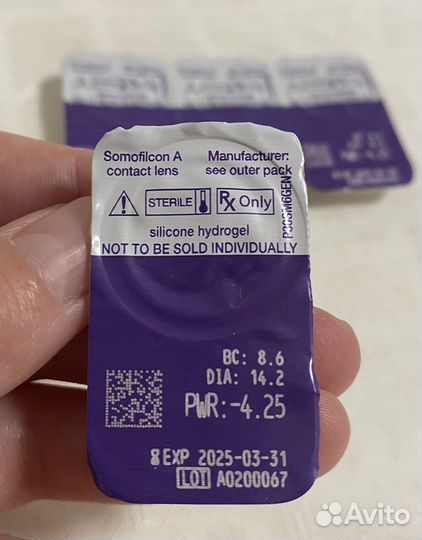 Somofilcon A Manufacturer:
contact lens see outer pack
STERILE Rx Only
silicone hydrogel
NOT TO BE SOLD INDIVIDUALLY
BC: 8.6
DIA: 14.2
PWR:-4.25
EXP 2025-03-31
LOT A0200067
Avito